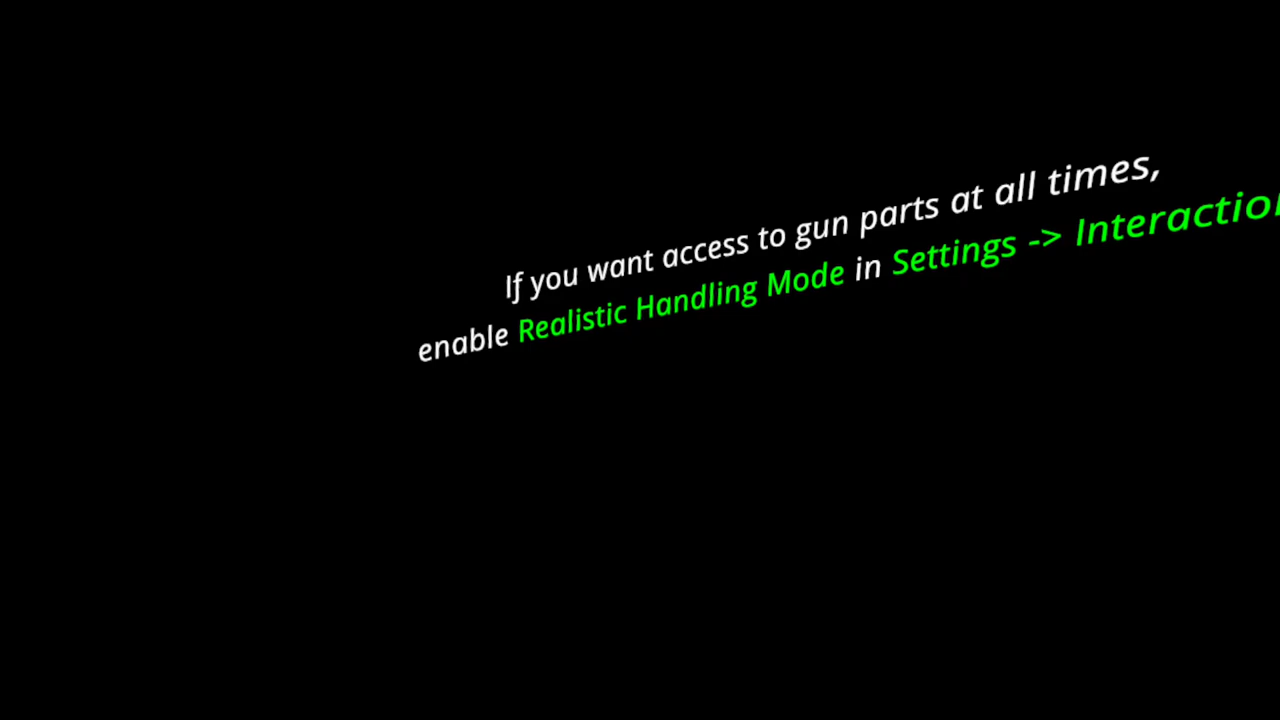 If you want access to gun parts at all times,
enable Realistic Handling Mode in Settings -> Interaction